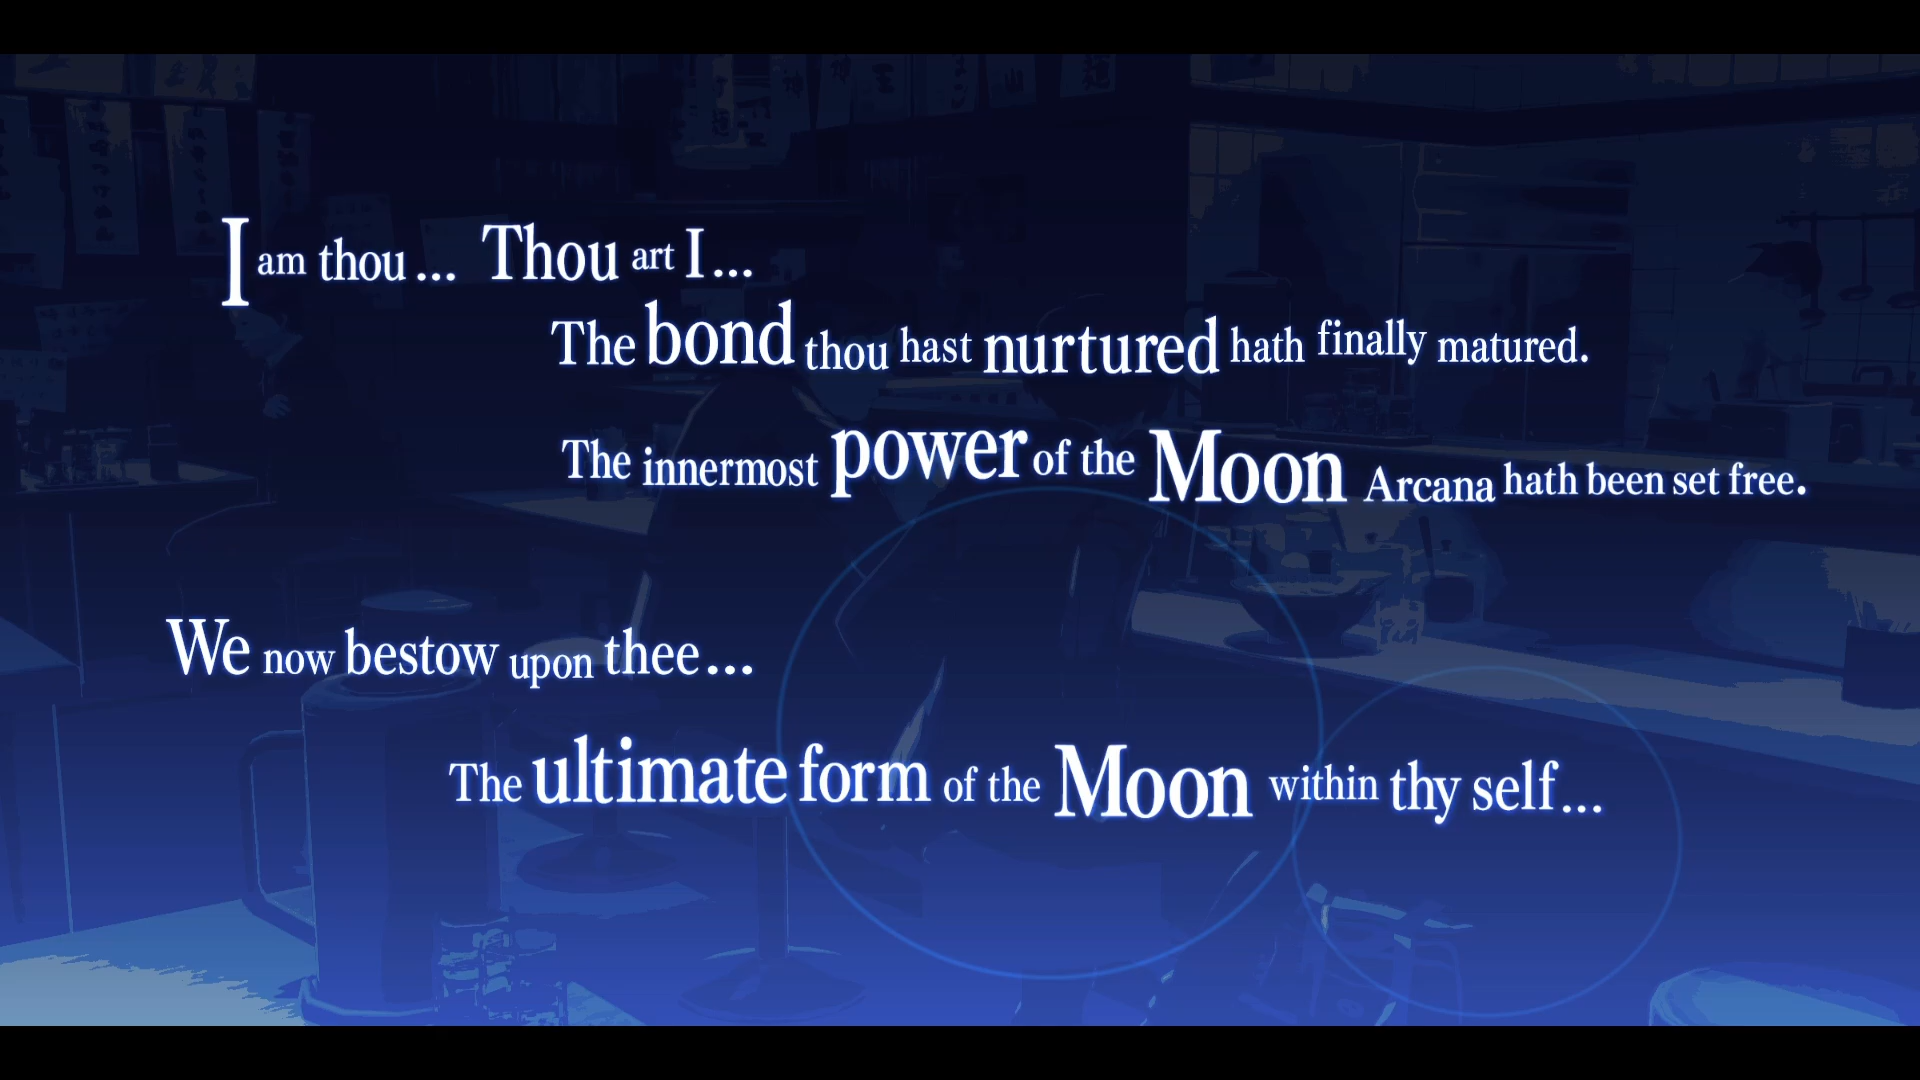 I am thou... Thou art I...
The bond thou hast nurtured hath finally matured.
The innermost power of the Moon Arcana hath been set free.
We now bestow upon thee...
The ultimate form of the Moon within thy self...